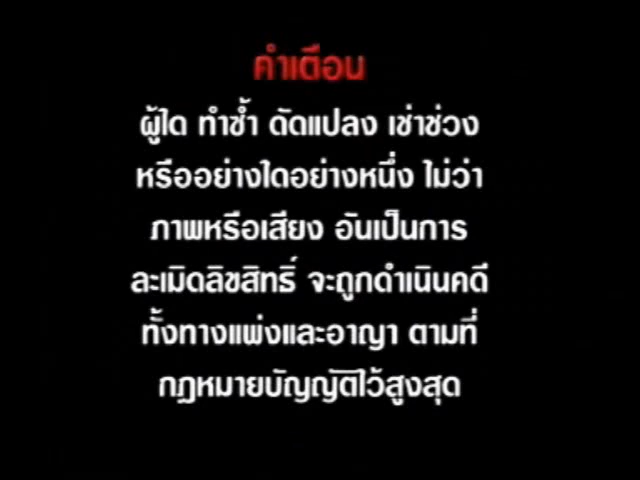 คำเตือน
ผู้ใด ทำซ้ำ ดัดแปลง เช่าช่วง
หรืออย่างใดอย่างหนึ่ง ไม่ว่า
ภาพหรือเสียง อันเป็นการ
ละเมิดลิขสิทธิ์ จะถูกดำเนินคดี
ทั้งทางแพ่งและอาญา ตามที่
กฎหมายบัญญัติไว้สูงสุด